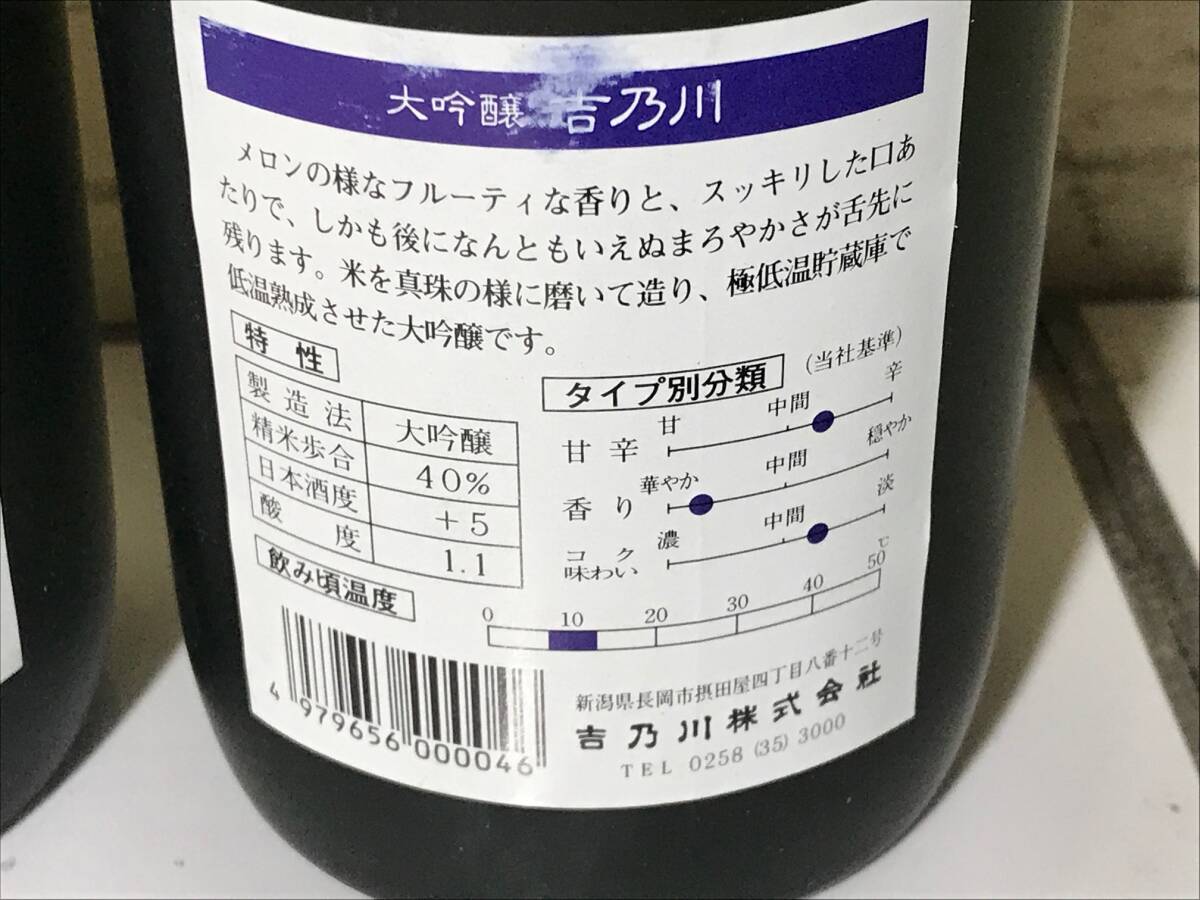 大吟醸 吉乃川
メロンの様なフルーティな香りと、スッキリした口あ
たりで、しかも後になんともいえぬまろやかさが舌先に
残ります。米を真珠の様に磨いて造り、極低温貯蔵庫で
低温熟成させた大吟醸です。
特性
製造法 大吟醸
精米歩合 40%
日本酒度 +5
酸度 1.1
タイプ別分類 (当社基準)
甘 中間 辛
甘辛
華やか 中間 穏やか
香り
濃 中間 淡
コク
味わい
飲み頃温度
℃
0 10 20 30 40 50
4 979656 000046
新潟県長岡市摂田屋四丁目八番十二号
吉乃川株式会社
TEL 0258 (35) 3000